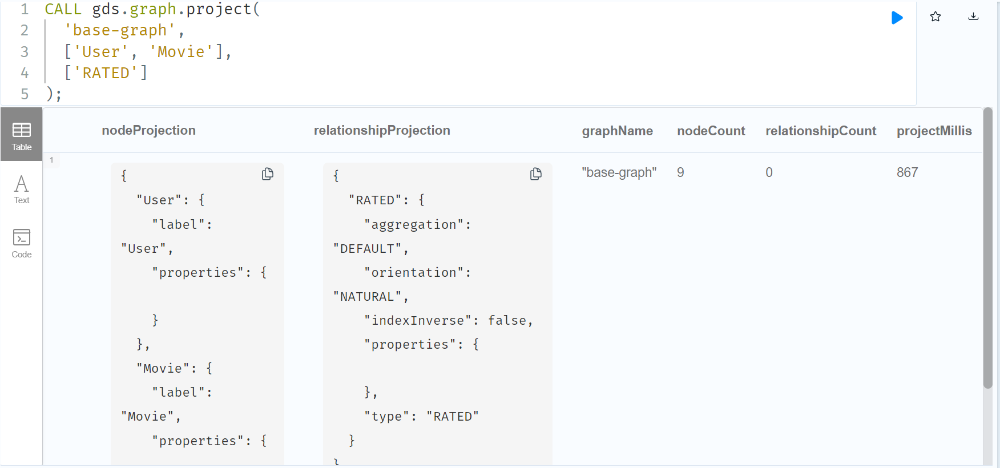 1 CALL gds.graph.project(
2 'base-graph',
3 ['User', 'Movie'],
4 ['RATED']
5 );
Table
Text
Code
nodeProjection relationshipProjection graphName nodeCount relationshipCount projectMillis
1
{
"User": {
"label":
"User",
"properties": {
}
},
"Movie": {
"label":
"Movie",
"properties": {
{
"RATED": {
"aggregation":
"DEFAULT",
"orientation":
"NATURAL",
"indexInverse": false,
"properties": {
},
"type": "RATED"
}
}
"base-graph" 9 0 867